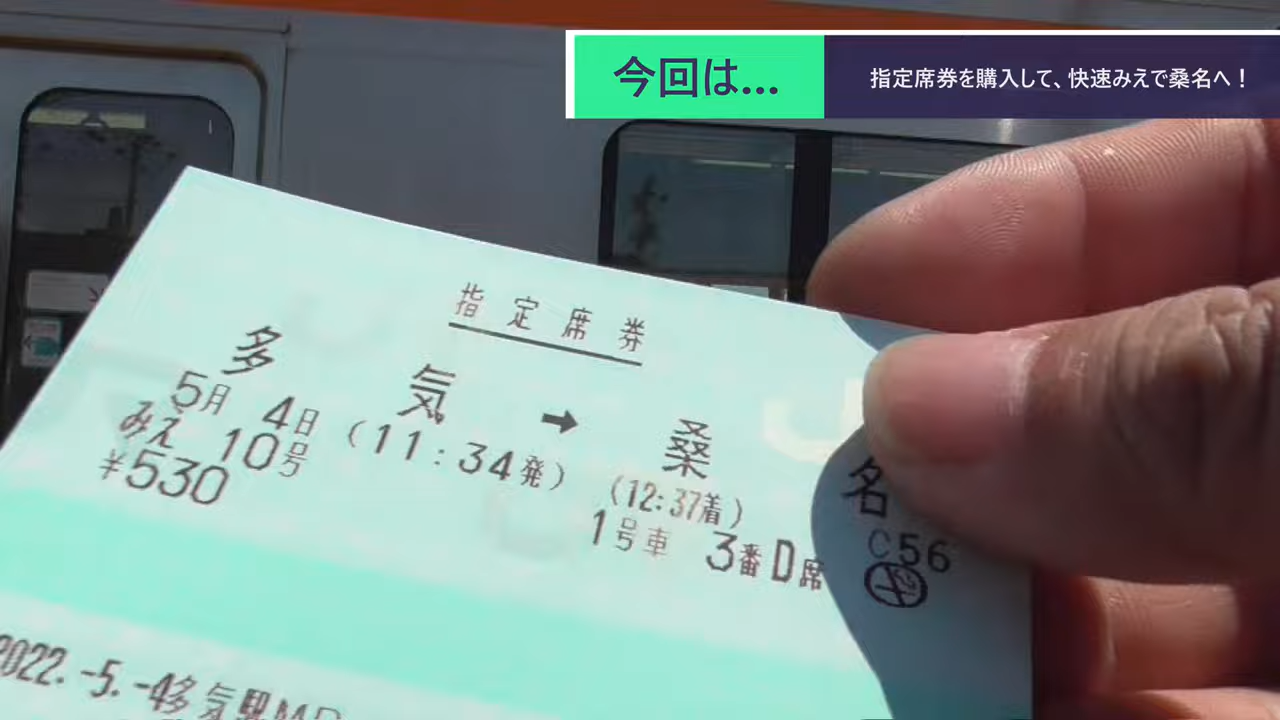 今回は...
指定席券を購入して、快速みえで桑名へ！
指定席券
多気 ➡ 桑名
5月 4日 (11:34発) (12:37着) C56
みえ 10号 1号車 3番D席
¥530
2022.-5.-4多気駅